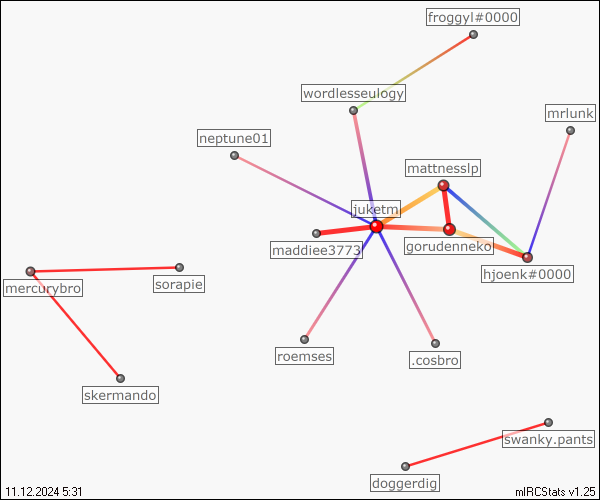 froggyl#0000
wordlesseulogy
mrlunk
neptune01
mattnesslp
juketm
maddiee3773
gorudenneko
hjoenk#0000
mercurybro
sorapie
roemses
.cosbro
skermando
swanky.pants
doggerdig
11.12.2024 5:31
mIRCStats v1.25